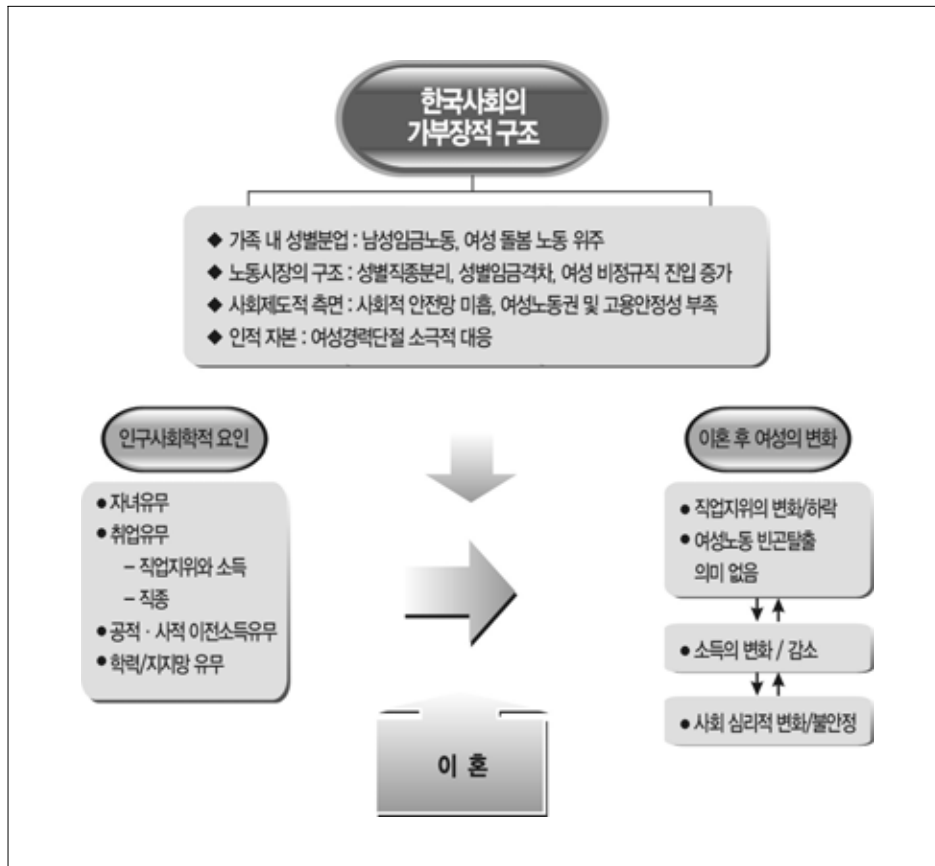 한국사회의
가부장적 구조
◆ 가족 내 성별분업 : 남성임금노동, 여성 돌봄 노동 위주
◆ 노동시장의 구조 : 성별직종분리, 성별임금격차, 여성 비정규직 진입 증가
◆ 사회제도적 측면 : 사회적 안전망 미흡, 여성노동권 및 고용안정성 부족
◆ 인적 자본 : 여성경력단절 소극적 대응
인구사회학적 요인
● 자녀유무
● 취업유무
– 직업지위와 소득
– 직종
● 공적 · 사적 이전소득유무
● 학력/지지망 유무
이혼 후 여성의 변화
● 직업지위의 변화/하락
● 여성노동 빈곤탈출
의미 없음
● 소득의 변화 / 감소
● 사회 심리적 변화/불안정
이 혼